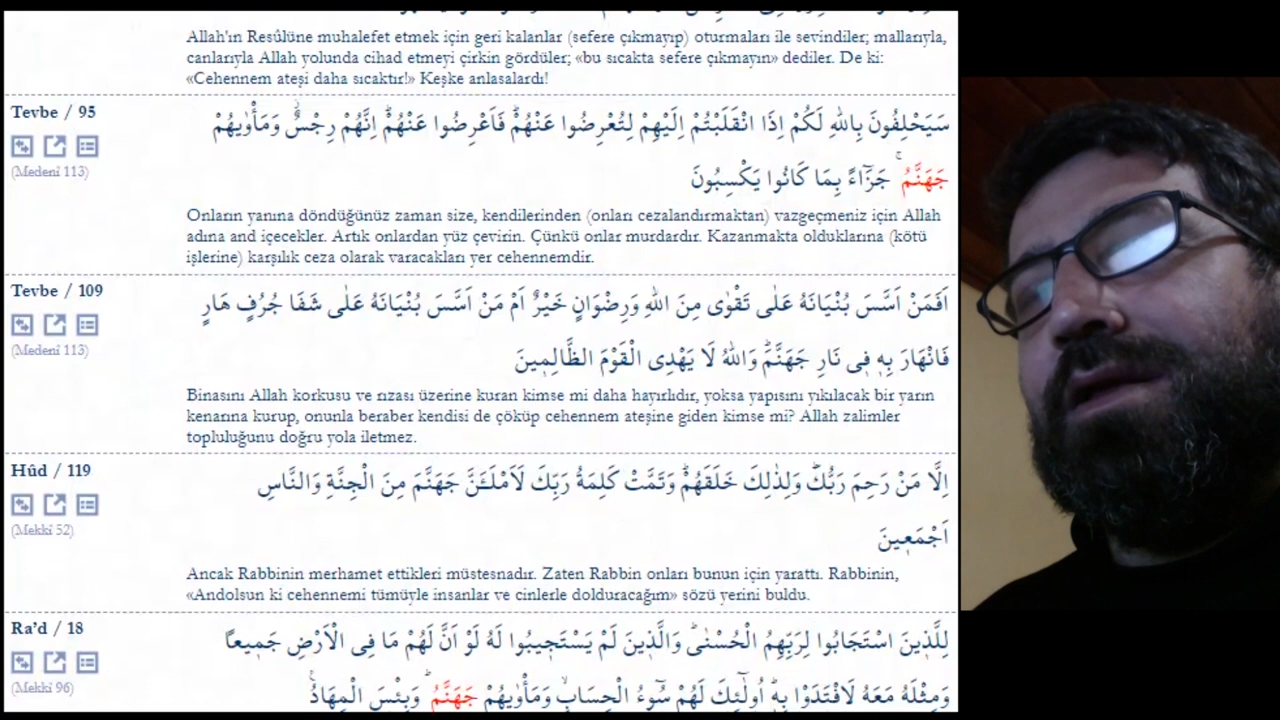 Allah'ın Resûlüne muhalefet etmek için geri kalanlar (sefere çıkmayıp) oturmaları ile sevindiler; mallarıyla,
canlarıyla Allah yolunda cihad etmeyi çirkin gördüler; «bu sıcakta sefere çıkmayın» dediler. De ki:
«Cehennem ateşi daha sıcaktır!» Keşke anlasalardı!
Tevbe / 95
(Medenî 113)
سَيَحْلِفُونَ بِاللّٰهِ لَكُمْ اِذَا انْقَلَبْتُمْ اِلَيْهِمْ لِتُعْرِضُوا عَنْهُمْۜ فَاَعْرِضُوا عَنْهُمْۜ اِنَّهُمْ رِجْسٌۘ وَمَأْوٰيهُمْ
جَهَنَّمُۚ جَزَٓاءً بِمَا كَانُوا يَكْسِبُونَ
Onların yanına döndüğünüz zaman size, kendilerinden (onları cezalandırmaktan) vazgeçmeniz için Allah
adına and içecekler. Artık onlardan yüz çevirin. Çünkü onlar murdardır. Kazanmakta olduklarına (kötü
işlerine) karşılık ceza olarak varacakları yer cehennemdir.
Tevbe / 109
(Medenî 113)
اَفَمَنْ اَسَّسَ بُنْيَانَهُ عَلٰى تَقْوٰى مِنَ اللّٰهِ وَرِضْوَانٍ خَيْرٌ اَمْ مَنْ اَسَّسَ بُنْيَانَهُ عَلٰى شَفَا جُرُفٍ هَارٍ
فَانْهَارَ بِه۪ ف۪ى نَارِ جَهَنَّمَۜ وَاللّٰهُ لَا يَهْدِى الْقَوْمَ الظَّالِم۪ينَ
Binasını Allah korkusu ve rızası üzerine kuran kimse mi daha hayırlıdır, yoksa yapısını yıkılacak bir yarın
kenarına kurup, onunla beraber kendisi de çöküp cehennem ateşine giden kimse mi? Allah zalimler
topluluğunu doğru yola iletmez.
Hûd / 119
(Mekkî 52)
اِلَّا مَنْ رَحِمَ رَبُّكَۜ وَلِذٰلِكَ خَلَقَهُمْۜ وَتَمَّتْ كَلِمَةُ رَبِّكَ لَاَمْلَـَٔنَّ جَهَنَّمَ مِنَ الْجِنَّةِ وَالنَّاسِ
اَجْمَع۪ينَ
Ancak Rabbinin merhamet ettikleri müstesnadır. Zaten Rabbin onları bunun için yarattı. Rabbinin,
«Andolsun ki cehennemi tümüyle insanlar ve cinlerle dolduracağım» sözü yerini buldu.
Ra'd / 18
(Mekkî 96)
لِلَّذ۪ينَ اسْتَجَابُوا لِرَبِّهِمُ الْحُسْنٰىۜ وَالَّذ۪ينَ لَمْ يَسْتَج۪يبُوا لَهُ لَوْ اَنَّ لَهُمْ مَا فِى الْاَرْضِ جَم۪يعًا
وَمِثْلَهُ مَعَهُ لَافْتَدَوْا بِه۪ۜ اُولٰٓئِكَ لَهُمْ سُٓوءُ الْحِسَابِ وَمَأْوٰيهُمْ جَهَنَّمُۜ وَبِئْسَ الْمِهَادُ۟